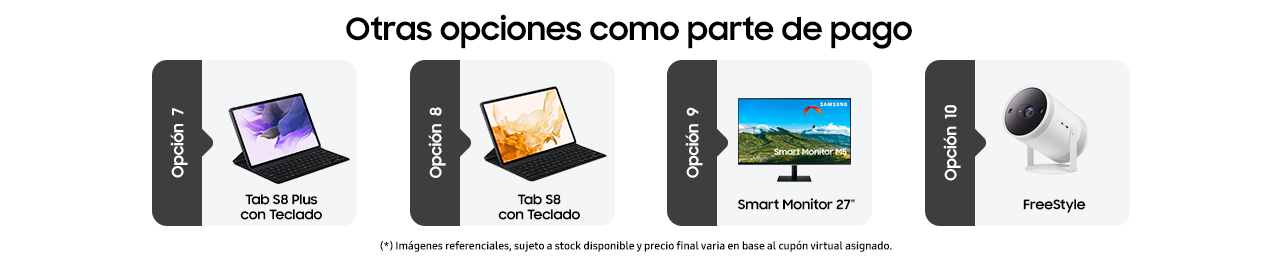 Otras opciones como parte de pago
Opción 7
Tab S8 Plus
con Teclado
Opción 8
Tab S8
con Teclado
Opción 9
SAMSUNG
Smart Monitor M5
Smart Monitor 27"
Opción 10
FreeStyle
(*) Imágenes referenciales, sujeto a stock disponible y precio final varia en base al cupón virtual asignado.